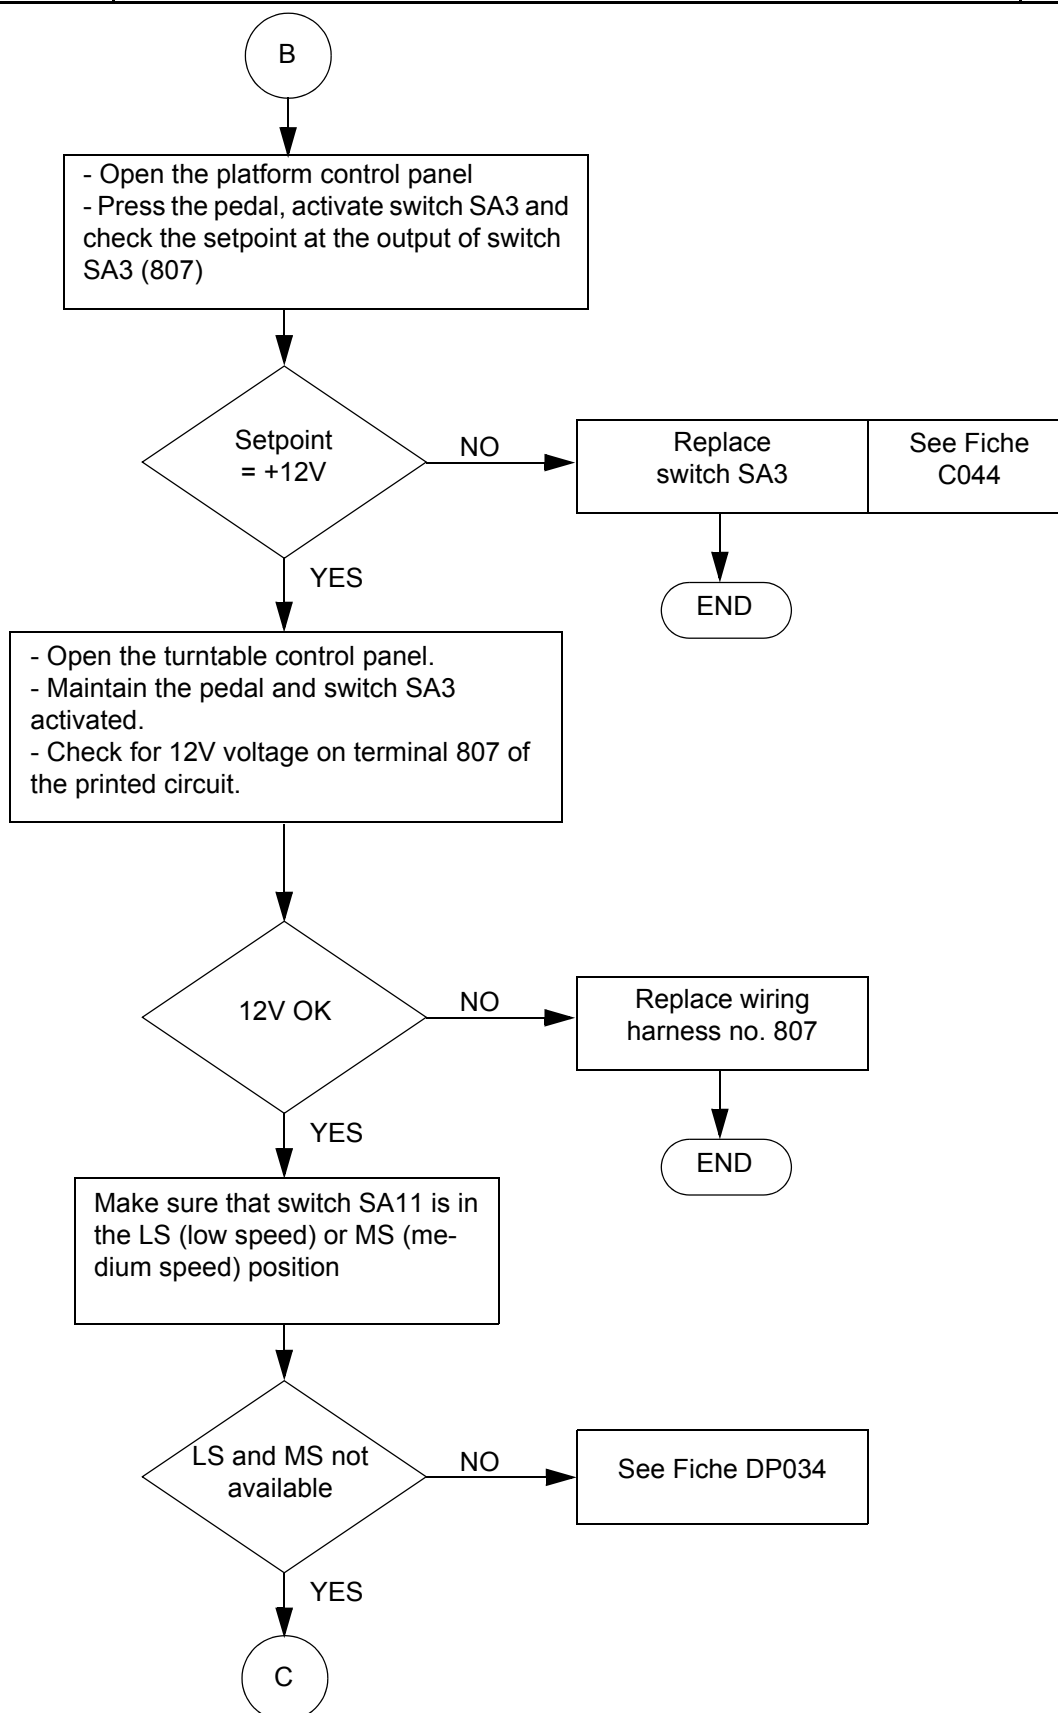 B
- Open the platform control panel
- Press the pedal, activate switch SA3 and
check the setpoint at the output of switch
SA3 (807)
Setpoint
= +12V
NO
Replace
switch SA3
See Fiche
C044
YES
END
- Open the turntable control panel.
- Maintain the pedal and switch SA3
activated.
- Check for 12V voltage on terminal 807 of
the printed circuit.
12V OK
NO
Replace wiring
harness no. 807
YES
END
Make sure that switch SA11 is in
the LS (low speed) or MS (me-
dium speed) position
LS and MS not
available
NO
See Fiche DP034
YES
C